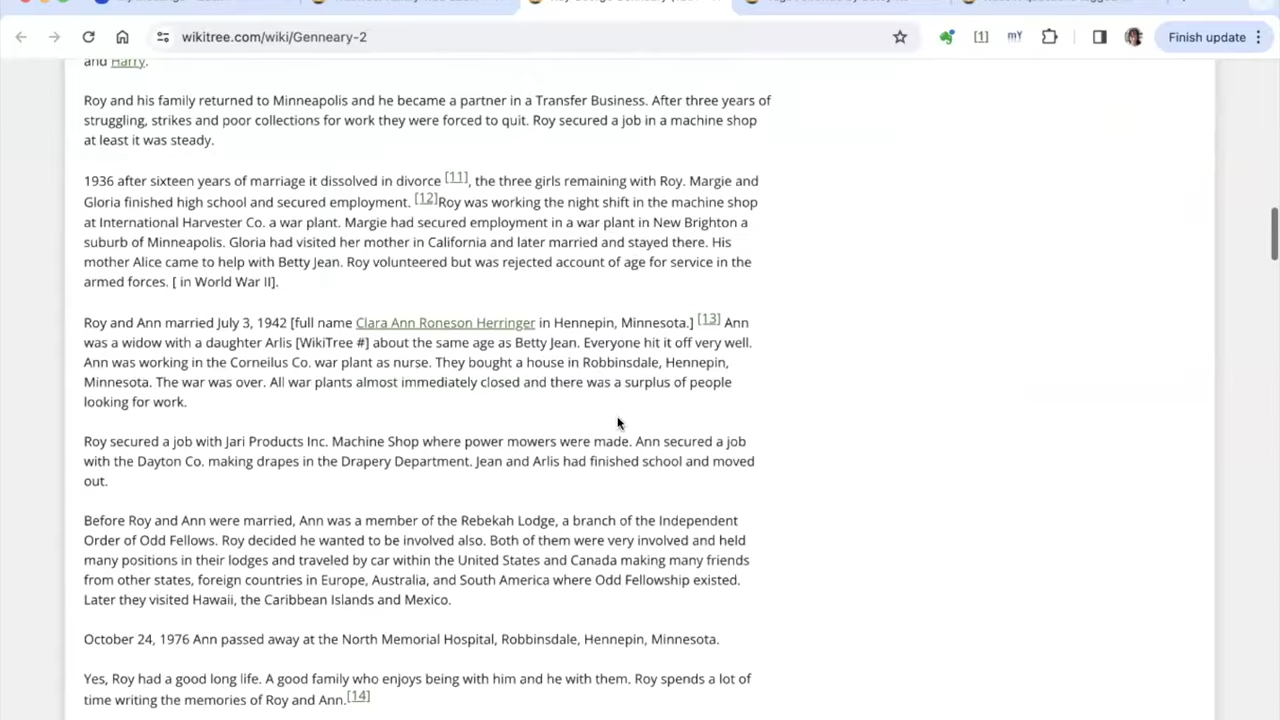 wikitree.com/wiki/Genneary-2
[1]
mY
Finish update
and Harry.
Roy and his family returned to Minneapolis and he became a partner in a Transfer Business. After three years of
struggling, strikes and poor collections for work they were forced to quit. Roy secured a job in a machine shop
at least it was steady.
1936 after sixteen years of marriage it dissolved in divorce [11], the three girls remaining with Roy. Margie and
Gloria finished high school and secured employment. [12]Roy was working the night shift in the machine shop
at International Harvester Co. a war plant. Margie had secured employment in a war plant in New Brighton a
suburb of Minneapolis. Gloria had visited her mother in California and later married and stayed there. His
mother Alice came to help with Betty Jean. Roy volunteered but was rejected account of age for service in the
armed forces. [ in World War II].
Roy and Ann married July 3, 1942 [full name Clara Ann Roneson Herringer in Hennepin, Minnesota.] [13] Ann
was a widow with a daughter Arlis [WikiTree #] about the same age as Betty Jean. Everyone hit it off very well.
Ann was working in the Corneilus Co. war plant as nurse. They bought a house in Robbinsdale, Hennepin,
Minnesota. The war was over. All war plants almost immediately closed and there was a surplus of people
looking for work.
Roy secured a job with Jari Products Inc. Machine Shop where power mowers were made. Ann secured a job
with the Dayton Co. making drapes in the Drapery Department. Jean and Arlis had finished school and moved
out.
Before Roy and Ann were married, Ann was a member of the Rebekah Lodge, a branch of the Independent
Order of Odd Fellows. Roy decided he wanted to be involved also. Both of them were very involved and held
many positions in their lodges and traveled by car within the United States and Canada making many friends
from other states, foreign countries in Europe, Australia, and South America where Odd Fellowship existed.
Later they visited Hawaii, the Caribbean Islands and Mexico.
October 24, 1976 Ann passed away at the North Memorial Hospital, Robbinsdale, Hennepin, Minnesota.
Yes, Roy had a good long life. A good family who enjoys being with him and he with them. Roy spends a lot of
time writing the memories of Roy and Ann.[14]